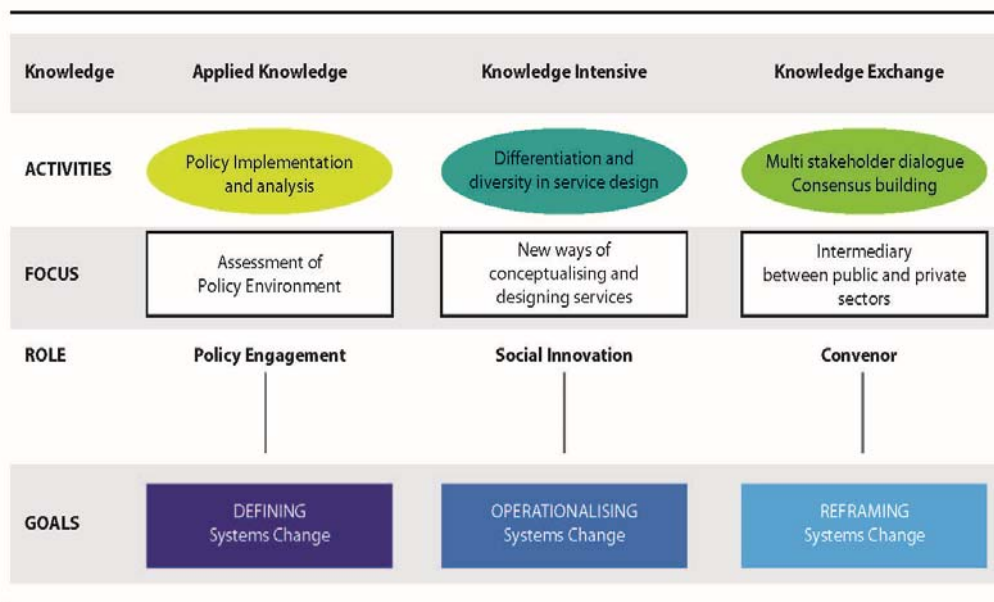 Knowledge
Applied Knowledge
Knowledge Intensive
Knowledge Exchange
ACTIVITIES
Policy Implementation
and analysis
Differentiation and
diversity in service design
Multi stakeholder dialogue
Consensus building
FOCUS
Assessment of
Policy Environment
New ways of
conceptualising and
designing services
Intermediary
between public and private
sectors
ROLE
Policy Engagement
Social Innovation
Convenor
GOALS
DEFINING
Systems Change
OPERATIONALISING
Systems Change
REFRAMING
Systems Change